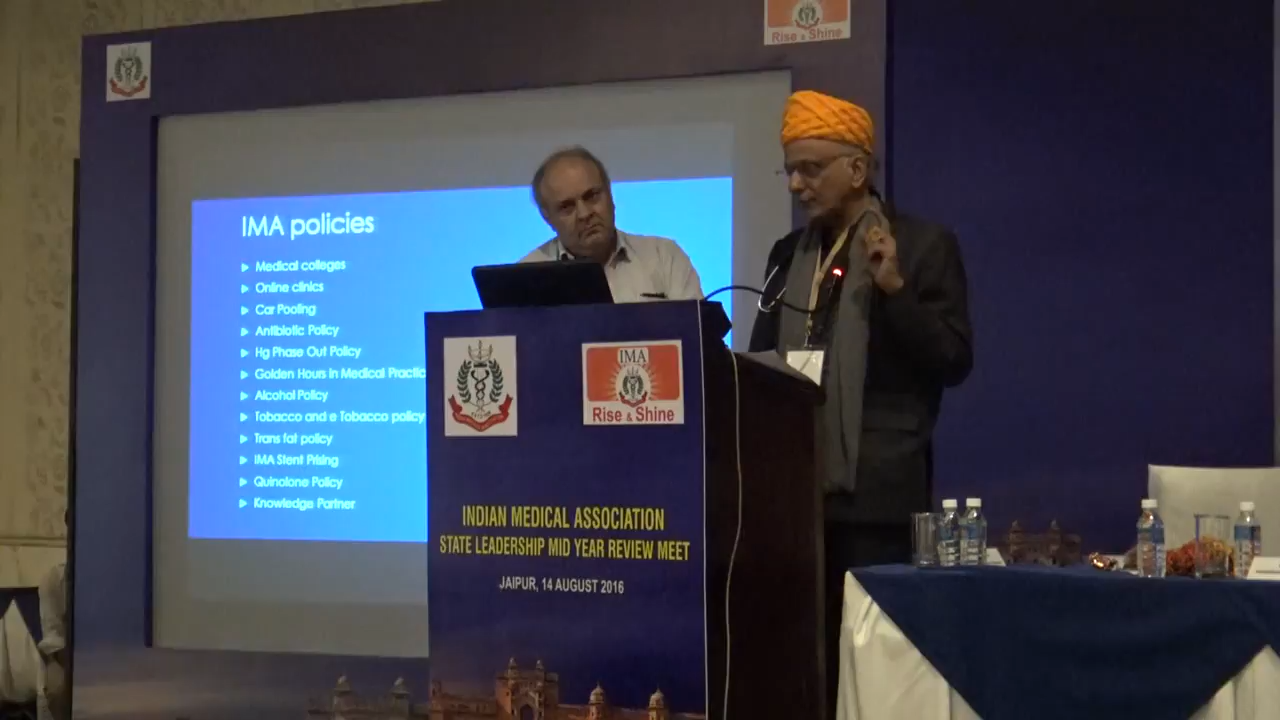 Rise & Shine
IMA policies
Medical colleges
Online clinics
Car Pooling
Antibiotic Policy
Hg Phase Out Policy
Golden Hours in Medical Practic
Alcohol Policy
Tobacco and e Tobacco policy
Trans fat policy
IMA Stent Prising
Quinolone Policy
Knowledge Partner
IMA
Rise & Shine
INDIAN MEDICAL ASSOCIATION
STATE LEADERSHIP MID YEAR REVIEW MEET
JAIPUR, 14 AUGUST 2016